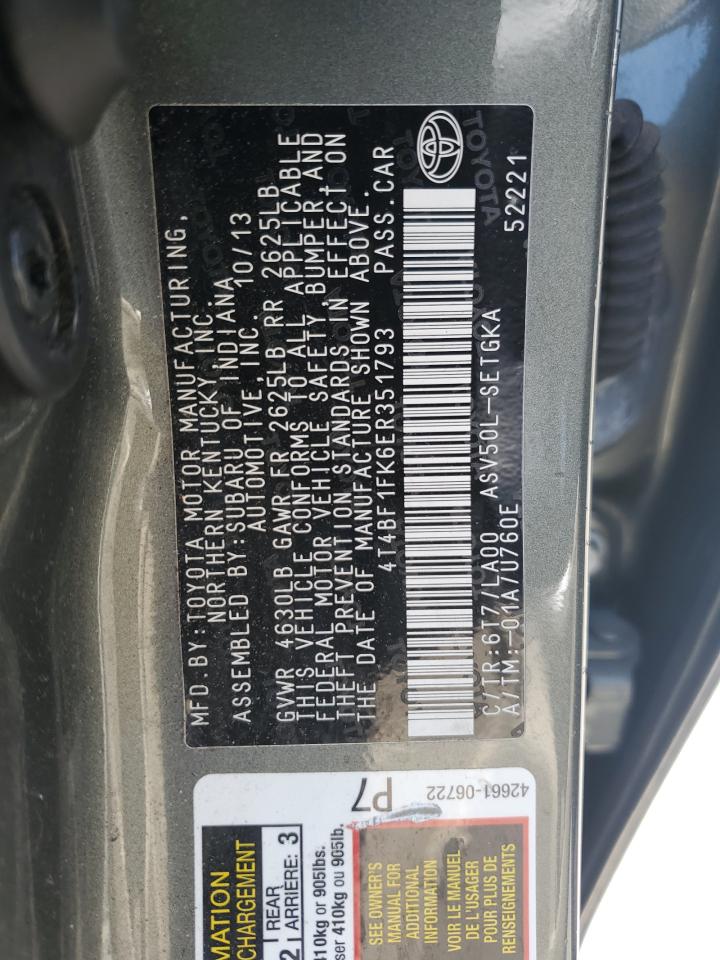 MFD.BY:TOYOTA MOTOR MANUFACTURING,
NORTHERN KENTUCKY INC.
ASSEMBLED BY:SUBARU OF INDIANA
AUTOMOTIVE, INC. 10/13
GVWR 4630LB GAWR FR 2625LB RR 2625LB
THIS VEHICLE CONFORMS TO ALL APPLICABLE
FEDERAL MOTOR VEHICLE SAFETY,BUMPER,AND
THEFT PREVENTION STANDARDS IN EFFECT ON
THE DATE OF MANUFACTURE SHOWN ABOVE.
4T4BF1FK6ER351793 PASS.CAR
TOYOTA
C/TR:6T7/LA00 ASV50L-SETGKA 52221
A/TM:-01A/U760E
MATION
CHARGEMENT
2 REAR
ARRIÈRE: 3
410kg or 905lbs.
ser 410kg ou 905lb.
P7
SEE OWNER'S
MANUAL FOR
ADDITIONAL
INFORMATION
VOIR LE MANUEL
DE L'USAGER
POUR PLUS DE
RENSEIGNEMENTS
42661-06722